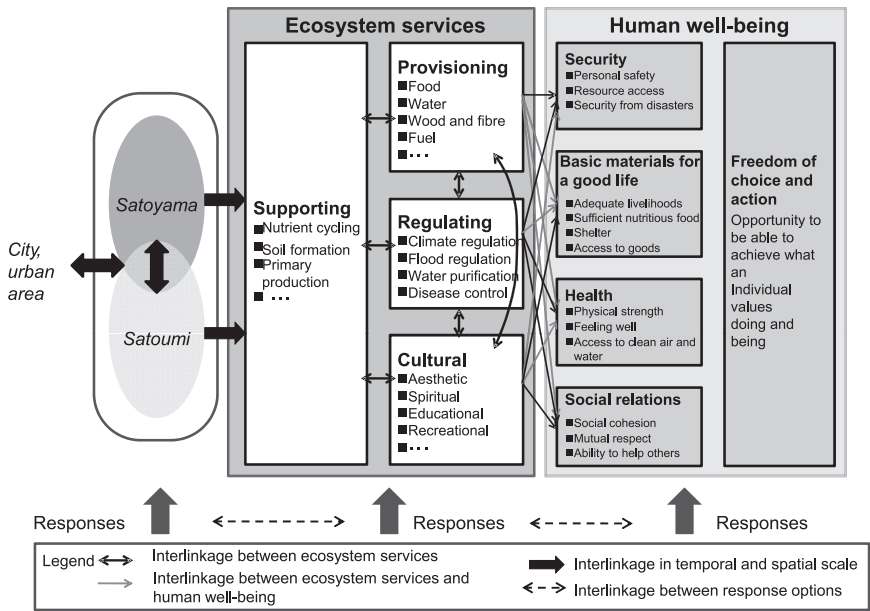 Ecosystem services
Human well-being
City,
urban
area
Satoyama
Satoumi
Supporting
■Nutrient cycling
■Soil formation
■Primary
production
■ ...
Provisioning
■Food
■Water
■Wood and fibre
■Fuel
■...
Regulating
■Climate regulation
■Flood regulation
■Water purification
■Disease control
Cultural
■Aesthetic
■Spiritual
■Educational
■Recreational
■...
Security
■Personal safety
■Resource access
■Security from disasters
Basic materials for
a good life
■Adequate livelihoods
■Sufficient nutritious food
■Shelter
■Access to goods
Health
■Physical strength
■Feeling well
■Access to clean air and
water
Social relations
■Social cohesion
■Mutual respect
■Ability to help others
Freedom of
choice and
action
Opportunity to
be able to
achieve what
an
Individual
values
doing and
being
Responses
Responses
Responses
Legend
Interlinkage between ecosystem services
Interlinkage between ecosystem services and
human well-being
Interlinkage in temporal and spatial scale
Interlinkage between response options